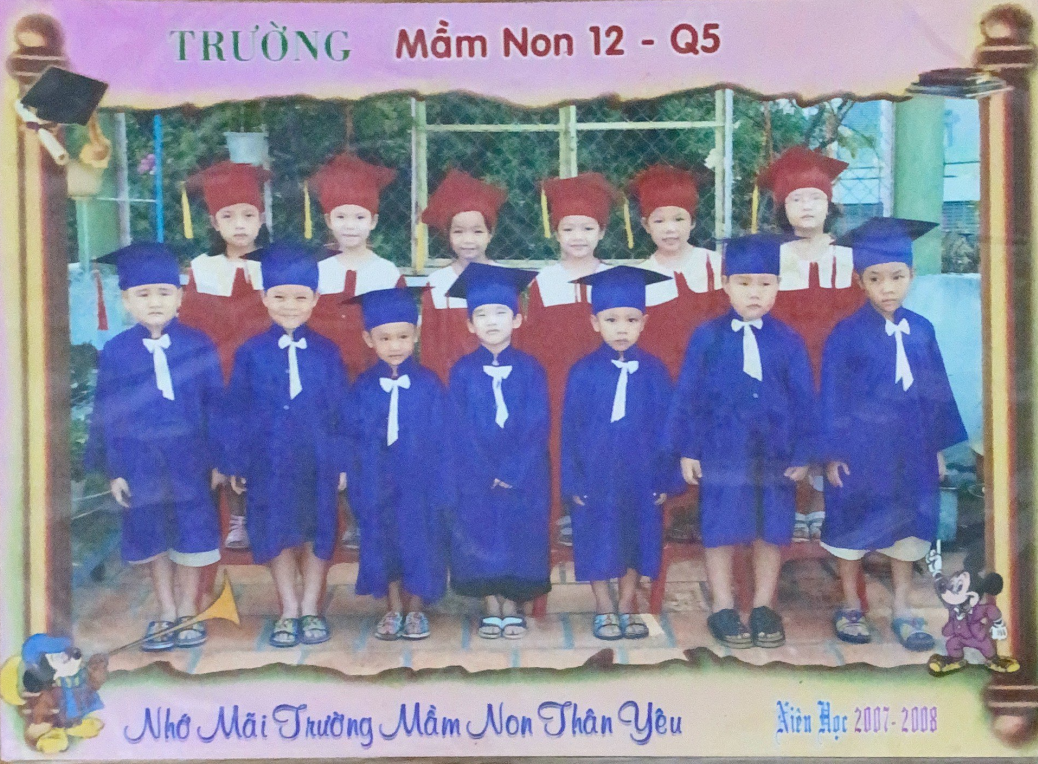 TRƯỜNG Mầm Non 12 - Q5
Nhớ Mãi Trường Mầm Non Thân Yêu
Niên Học 2007-2008